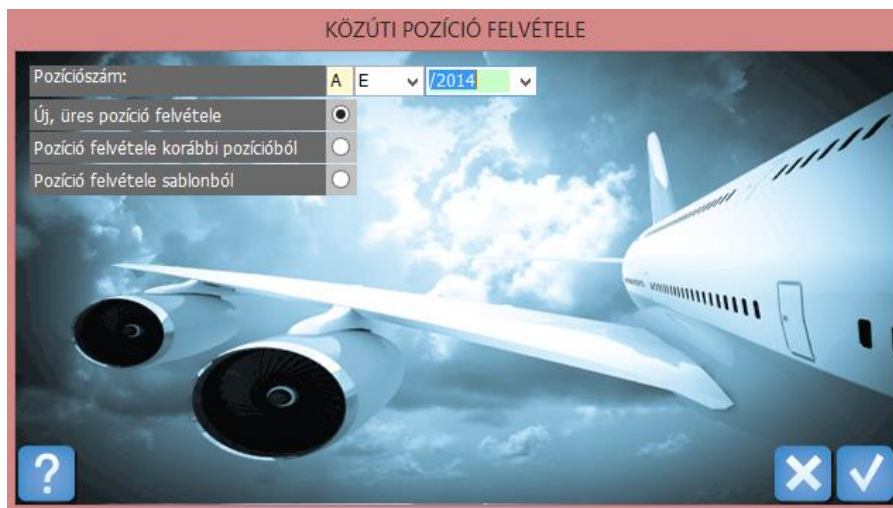 KÖZÚTI POZÍCIÓ FELVÉTELE
Pozíciószám: A E /2014
Új, üres pozíció felvétele
Pozíció felvétele korábbi pozícióból
Pozíció felvétele sablonból
?